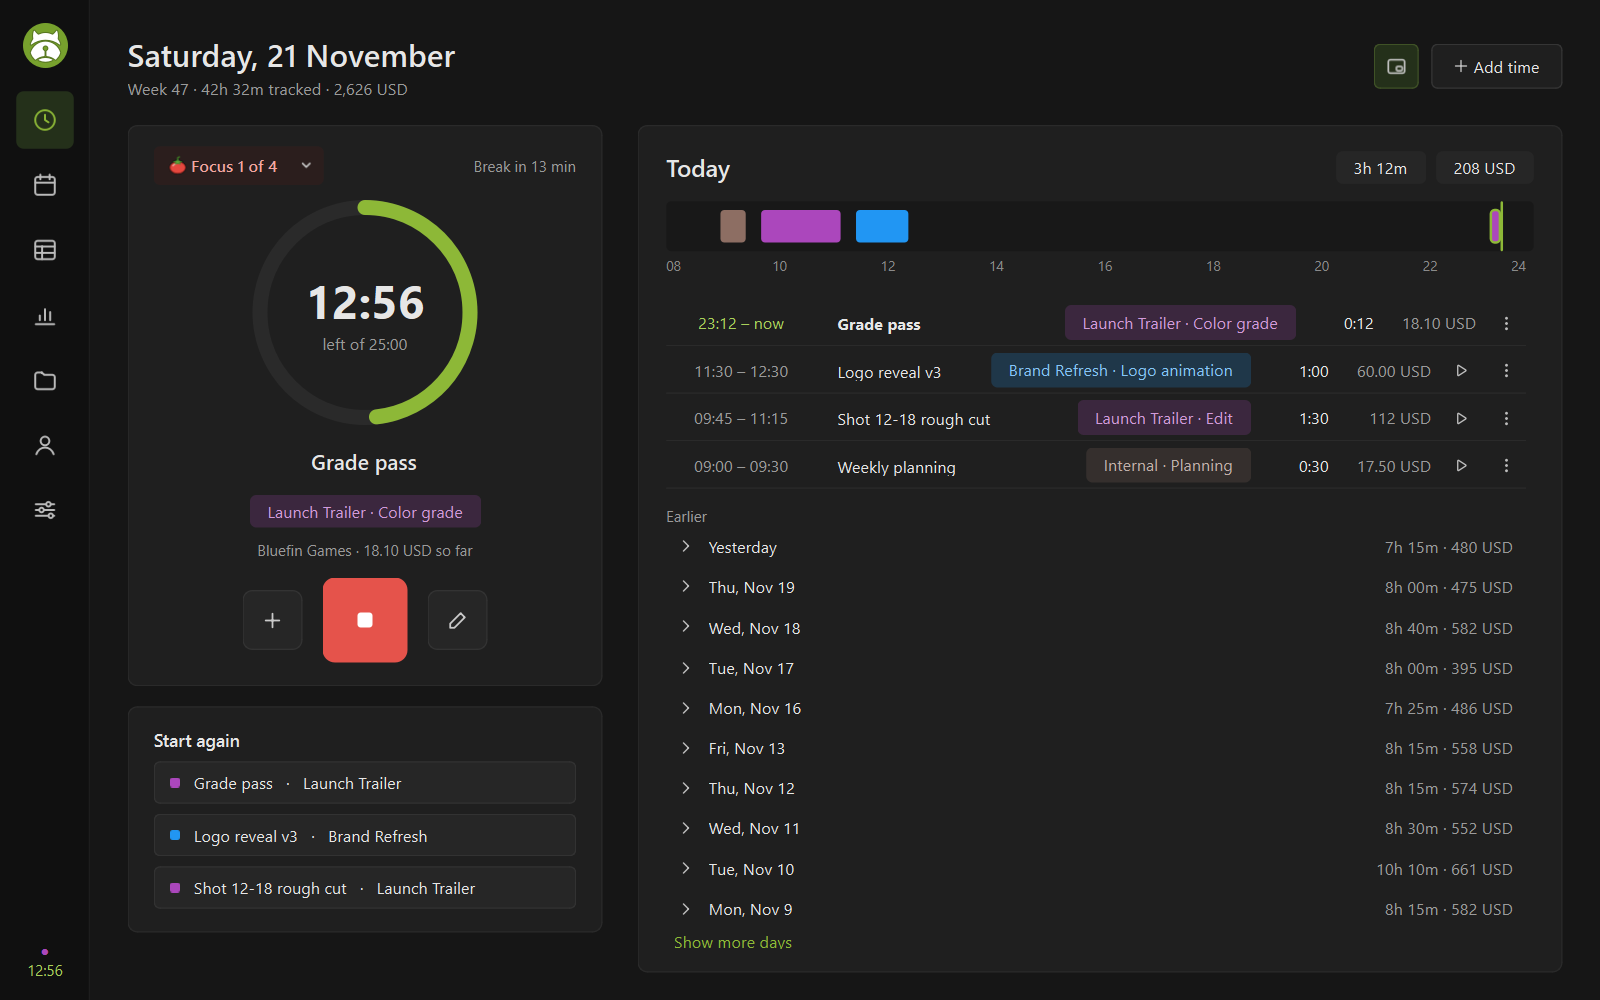 Saturday, 21 November
Week 47 · 42h 32m tracked · 2,626 USD
+ Add time
Focus 1 of 4
Break in 13 min
12:56
left of 25:00
Grade pass
Launch Trailer · Color grade
Bluefin Games · 18.10 USD so far
Start again
Grade pass · Launch Trailer
Logo reveal v3 · Brand Refresh
Shot 12-18 rough cut · Launch Trailer
12:56
Today
3h 12m
208 USD
08 10 12 14 16 18 20 22 24
23:12 – now Grade pass Launch Trailer · Color grade 0:12 18.10 USD
11:30 – 12:30 Logo reveal v3 Brand Refresh · Logo animation 1:00 60.00 USD
09:45 – 11:15 Shot 12-18 rough cut Launch Trailer · Edit 1:30 112 USD
09:00 – 09:30 Weekly planning Internal · Planning 0:30 17.50 USD
Earlier
Yesterday 7h 15m · 480 USD
Thu, Nov 19 8h 00m · 475 USD
Wed, Nov 18 8h 40m · 582 USD
Tue, Nov 17 8h 00m · 395 USD
Mon, Nov 16 7h 25m · 486 USD
Fri, Nov 13 8h 15m · 558 USD
Thu, Nov 12 8h 15m · 574 USD
Wed, Nov 11 8h 30m · 552 USD
Tue, Nov 10 10h 10m · 661 USD
Mon, Nov 9 8h 15m · 582 USD
Show more days